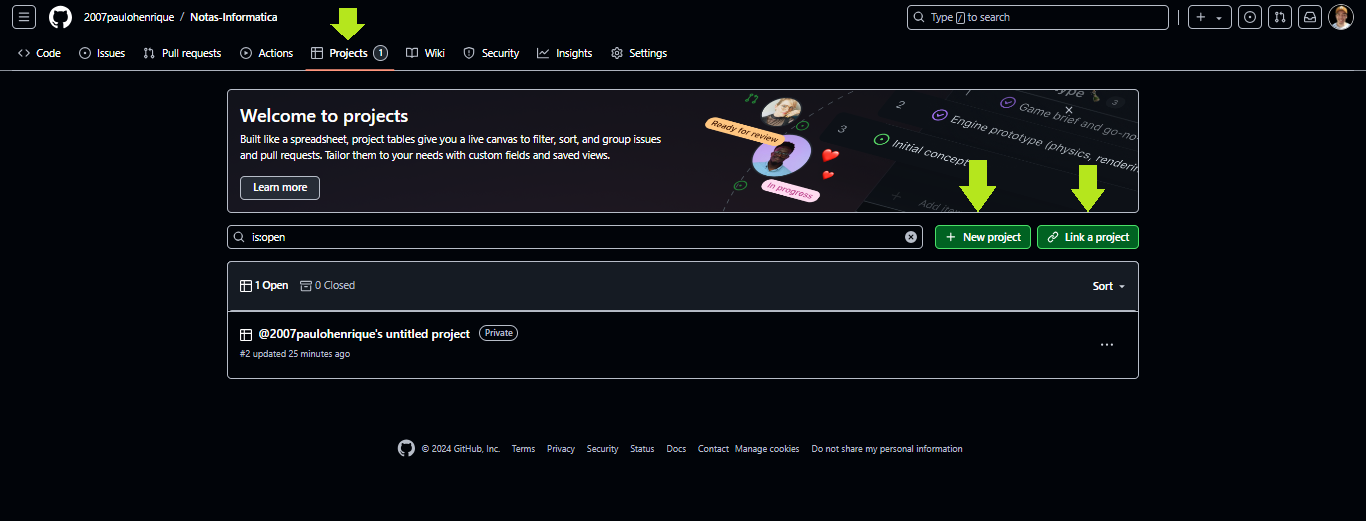 2007paulohenrique / Notas-Informatica
Type / to search
Code Issues Pull requests Actions Projects 1 Wiki Security Insights Settings
Welcome to projects
Built like a spreadsheet, project tables give you a live canvas to filter, sort, and group issues
and pull requests. Tailor them to your needs with custom fields and saved views.
Learn more
Ready for review
In progress
1 Game brief and go-no-
2 Engine prototype (physics, renderin
3 Initial concept
+ Add item
type
3
is:open
New project
Link a project
1 Open 0 Closed
Sort
@2007paulohenrique's untitled project Private
#2 updated 25 minutes ago
© 2024 GitHub, Inc. Terms Privacy Security Status Docs Contact Manage cookies Do not share my personal information